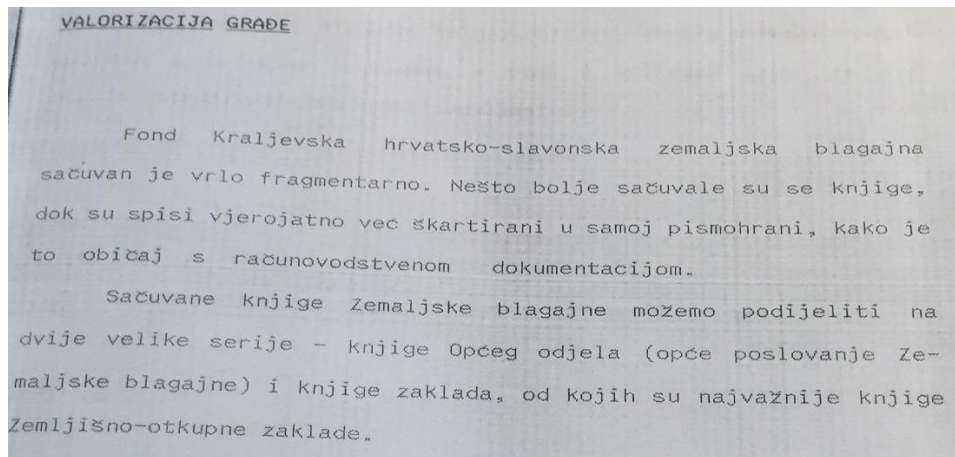 VALORIZACIJA GRAĐE
Fond Kraljevska hrvatsko-slavonska zemaljska blagajna
sačuvan je vrlo fragmentarno. Nešto bolje sačuvale su se knjige,
dok su spisi vjerojatno već škartirani u samoj pismohrani, kako je
to običaj s računovodstvenom dokumentacijom.
Sačuvane knjige Zemaljske blagajne možemo podijeliti na
dvije velike serije - knjige Općeg odjela (opće poslovanje Ze-
maljske blagajne) i knjige zaklada, od kojih su najvažnije knjige
Zemljišno-otkupne zaklade.